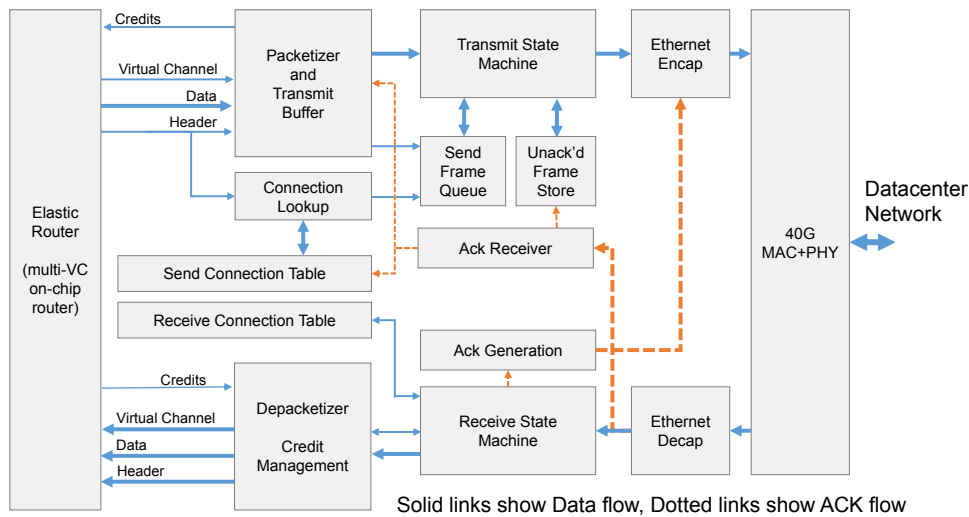 Credits
Virtual Channel
Data
Header
Packetizer
and
Transmit
Buffer
Transmit State
Machine
Ethernet
Encap
Send
Frame
Queue
Unack'd
Frame
Store
Connection
Lookup
Elastic
Router
(multi-VC
on-chip
router)
Ack Receiver
Send Connection Table
Receive Connection Table
40G
MAC+PHY
Datacenter
Network
Ack Generation
Credits
Virtual Channel
Data
Header
Depacketizer
Credit
Management
Receive State
Machine
Ethernet
Decap
Solid links show Data flow, Dotted links show ACK flow